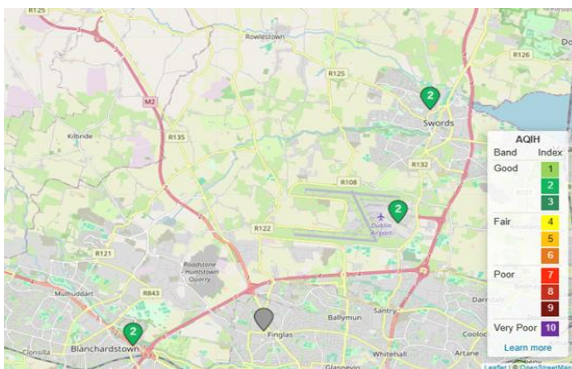 R125
Rowlestown
R125
R126
M2
2
Swords
Kilbride
R135
R132
R108
2
Dublin
Airport
R122
R121
Roadstone
- Huntstown
Quarry
Mulhuddart
R843
Ballymun
Santry
2
Blanchardstown
Finglas
Clonsilla
Whitehall
Artane
Glasnevin
AQIH
Band Index
Good 1
2
3
Fair 4
5
6
Poor 7
8
9
Very Poor 10
Learn more
Leaflet | © OpenStreetMap